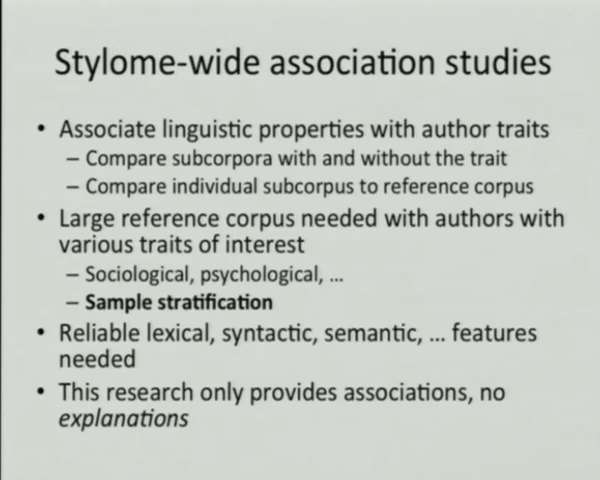 Stylome-wide association studies
• Associate linguistic properties with author traits
– Compare subcorpora with and without the trait
– Compare individual subcorpus to reference corpus
• Large reference corpus needed with authors with
various traits of interest
– Sociological, psychological, ...
– Sample stratification
• Reliable lexical, syntactic, semantic, ... features
needed
• This research only provides associations, no
explanations